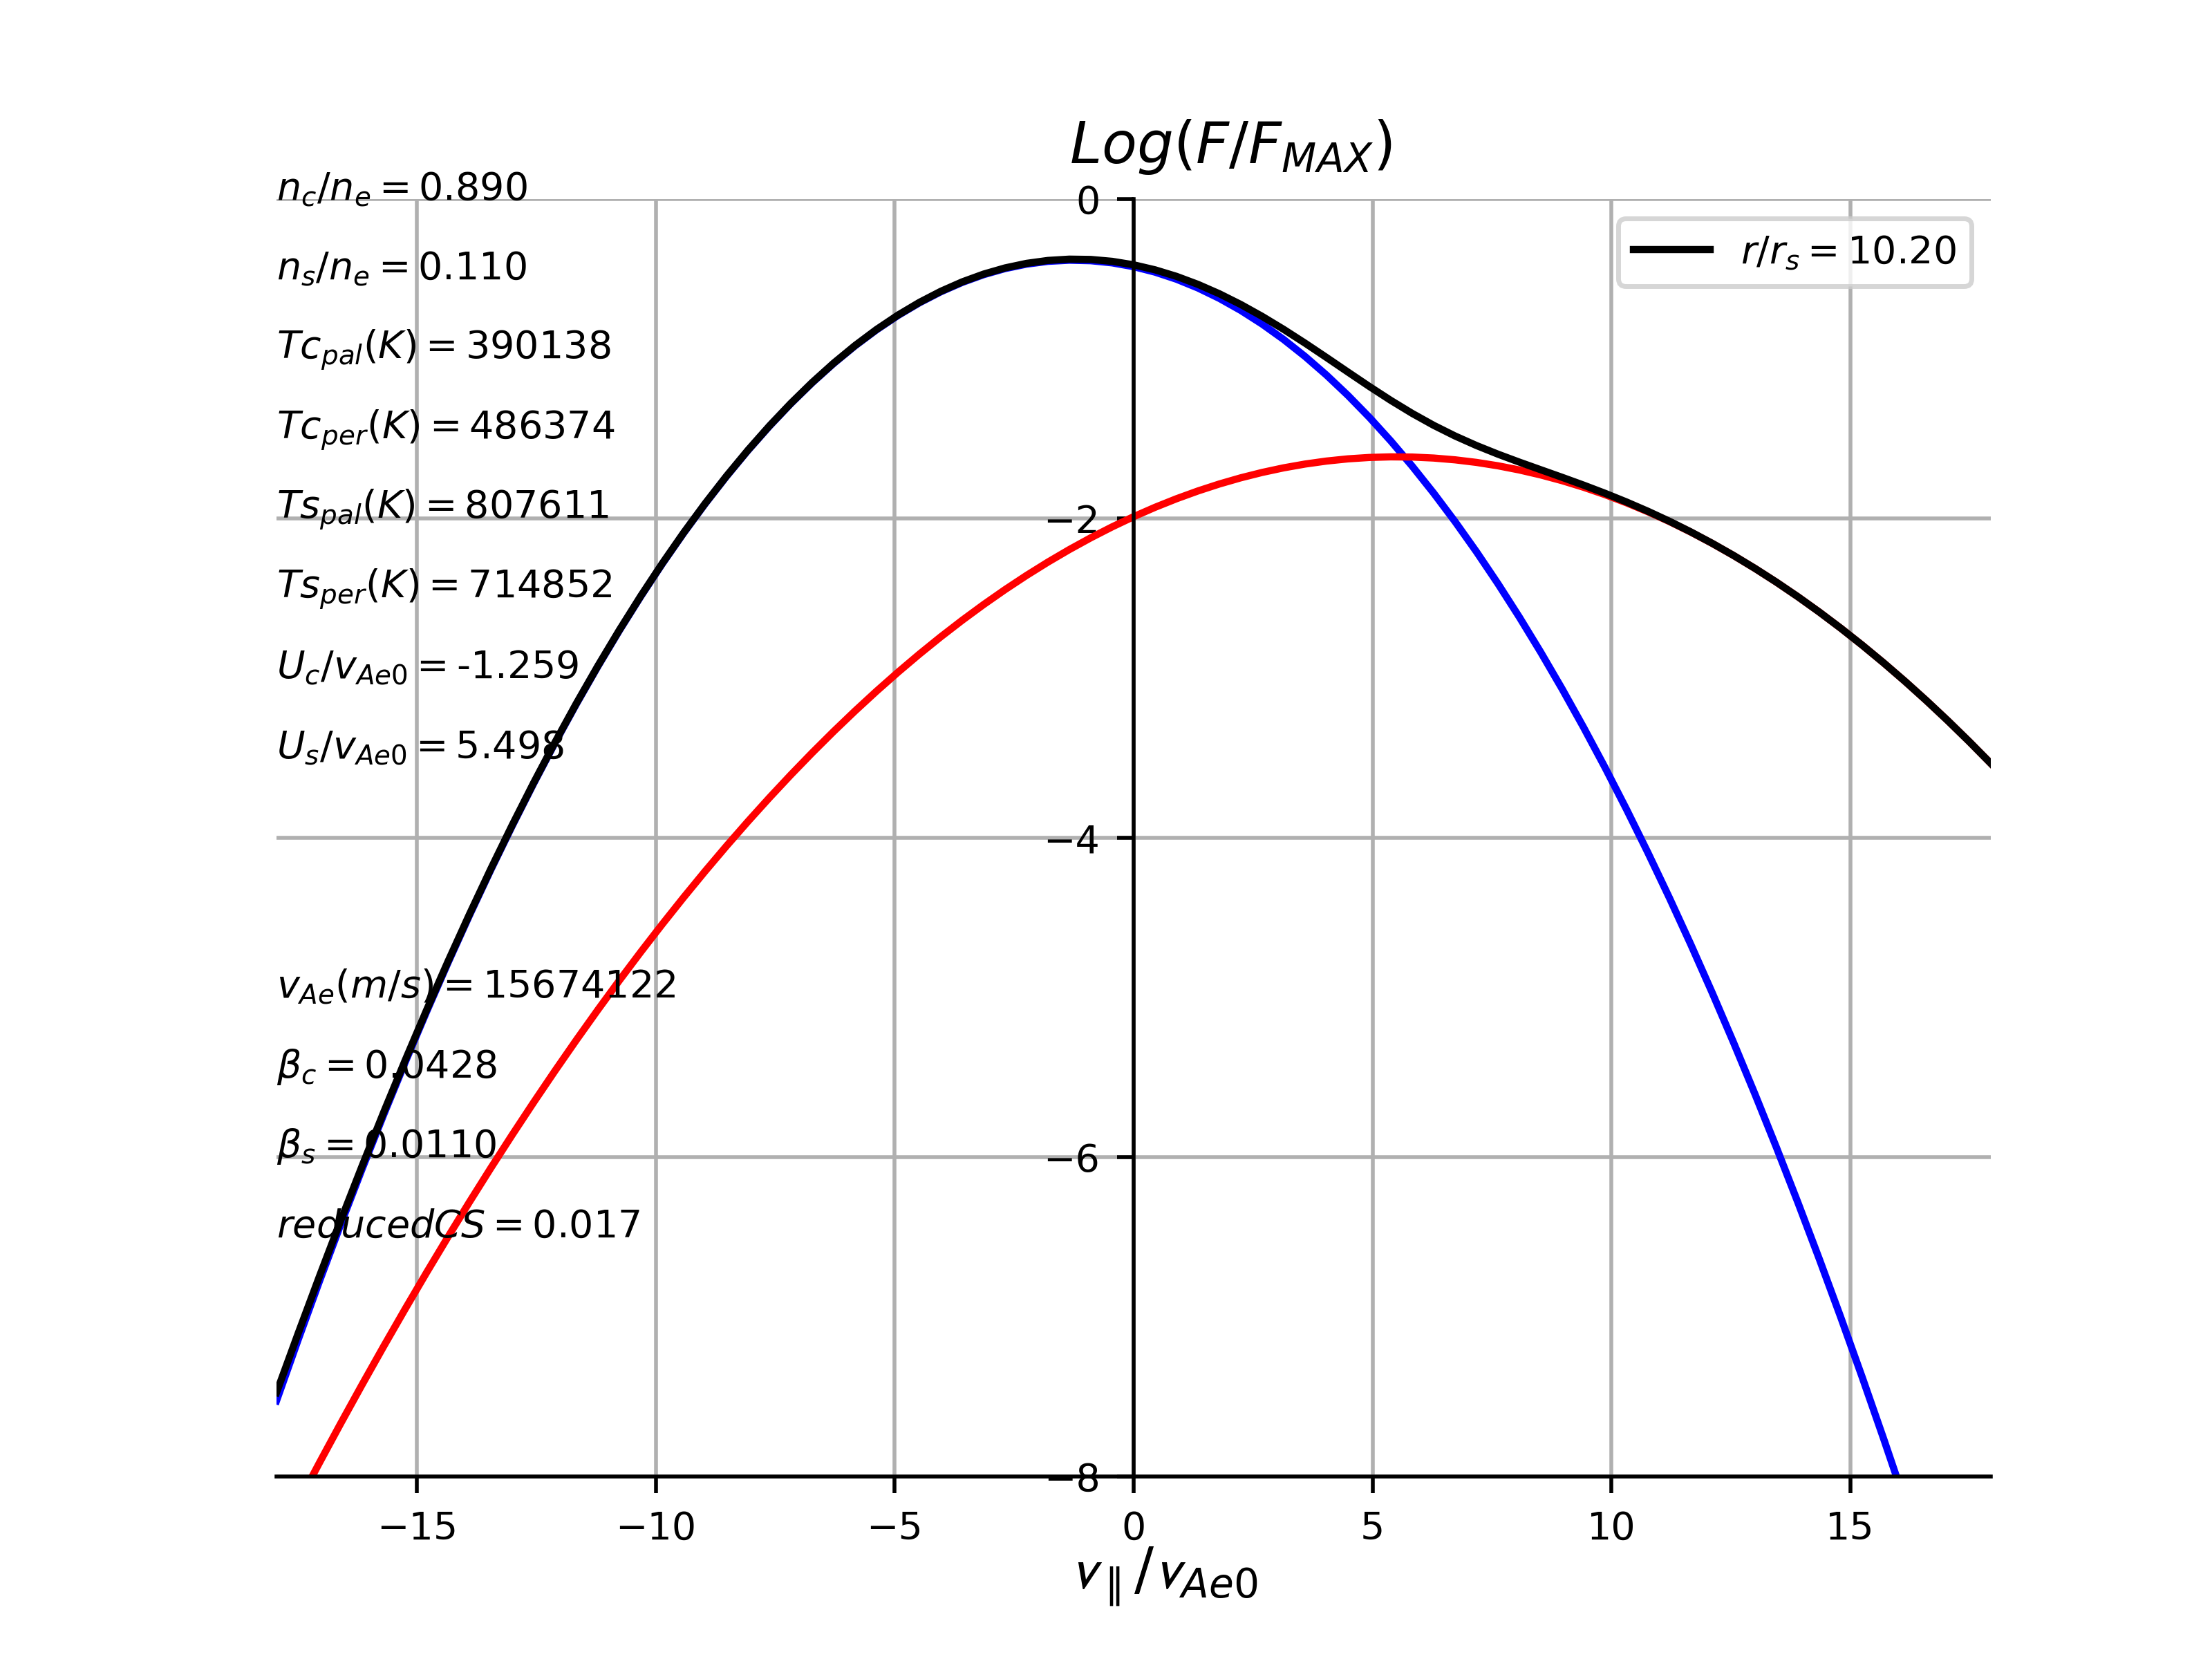 Log(F/F_MAX)
n_c/n_e = 0.890
n_s/n_e = 0.110
Tc_pal(K) = 390138
Tc_per(K) = 486374
Ts_pal(K) = 807611
Ts_per(K) = 714852
U_c/v_Ae0 = -1.259
U_s/v_Ae0 = 5.498
v_Ae(m/s) = 15674122
β_c = 0.0428
β_s = 0.0110
reducedCS = 0.017
r/r_s = 10.20
0
−2
−4
−6
−8
−15 −10 −5 0 5 10 15
v_∥/v_Ae0